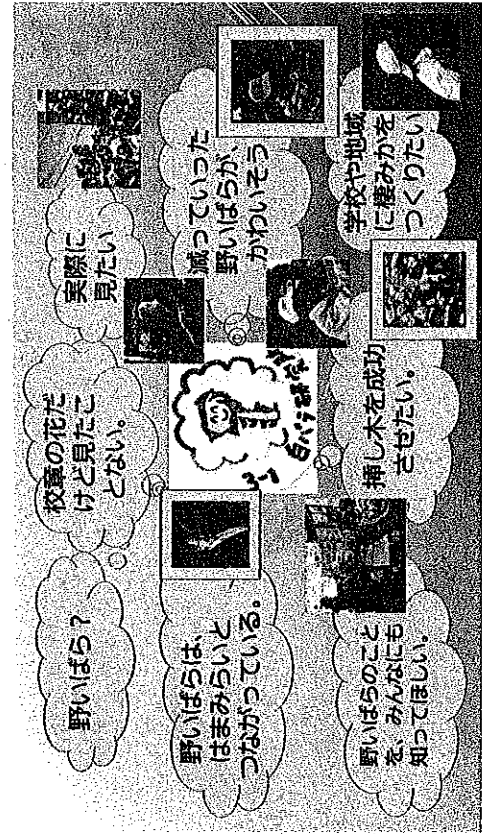 野いばら？
校章の花だ
けど見たこ
とない。
実際に
見たい
野いばらは、
はまみらいと
つながっている。
減っていった
野いばらが、
かわいそう
野いばらのこと
を、みんなにも
知ってほしい。
挿し木を成功
させたい。
学校や地域
に棲みかを
つくりたい